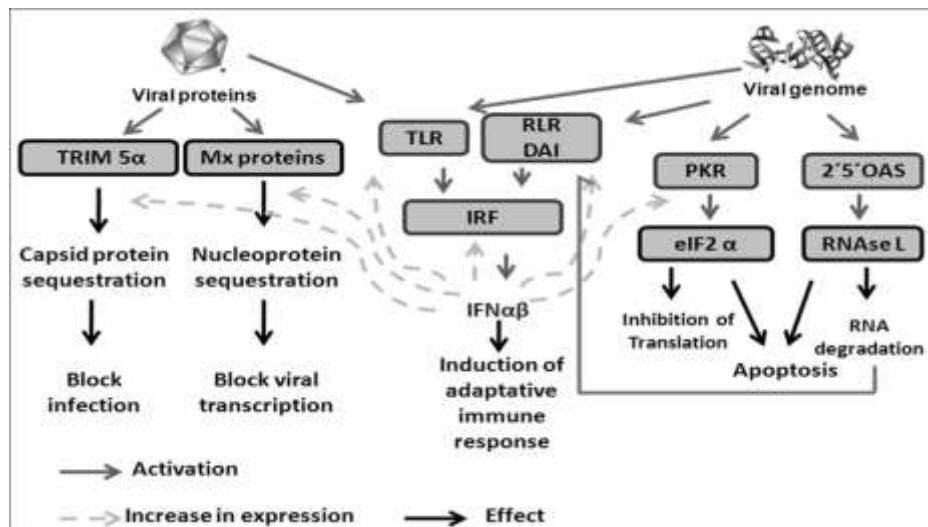 Viral proteins
Viral genome
TLR
RLR
DAI
TRIM 5α
Mx proteins
PKR
2´5´OAS
IRF
eIF2 α
RNAse L
Capsid protein
sequestration
Nucleoprotein
sequestration
IFNαβ
Inhibition of
Translation
RNA
degradation
Apoptosis
Block
infection
Block viral
transcription
Induction of
adaptative
immune
response
Activation
Increase in expression
Effect